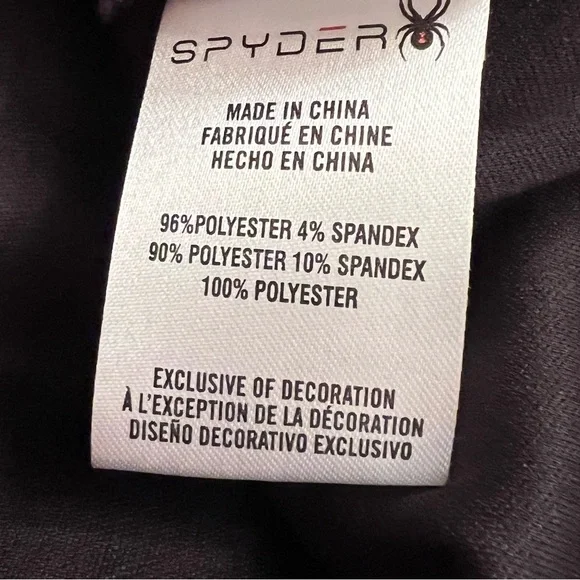 SPYDER
MADE IN CHINA
FABRIQUÉ EN CHINE
HECHO EN CHINA
96%POLYESTER 4% SPANDEX
90% POLYESTER 10% SPANDEX
100% POLYESTER
EXCLUSIVE OF DECORATION
À L'EXCEPTION DE LA DÉCORATION
DISEÑO DECORATIVO EXCLUSIVO